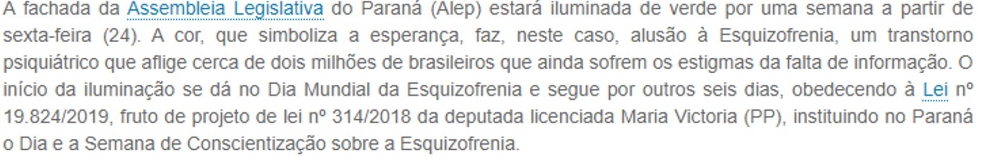 A fachada da Assembleia Legislativa do Paraná (Alep) estará iluminada de verde por uma semana a partir de
sexta-feira (24). A cor, que simboliza a esperança, faz, neste caso, alusão à Esquizofrenia, um transtorno
psiquiátrico que aflige cerca de dois milhões de brasileiros que ainda sofrem os estigmas da falta de informação. O
início da iluminação se dá no Dia Mundial da Esquizofrenia e segue por outros seis dias, obedecendo à Lei nº
19.824/2019, fruto de projeto de lei nº 314/2018 da deputada licenciada Maria Victoria (PP), instituindo no Paraná
o Dia e a Semana de Conscientização sobre a Esquizofrenia.